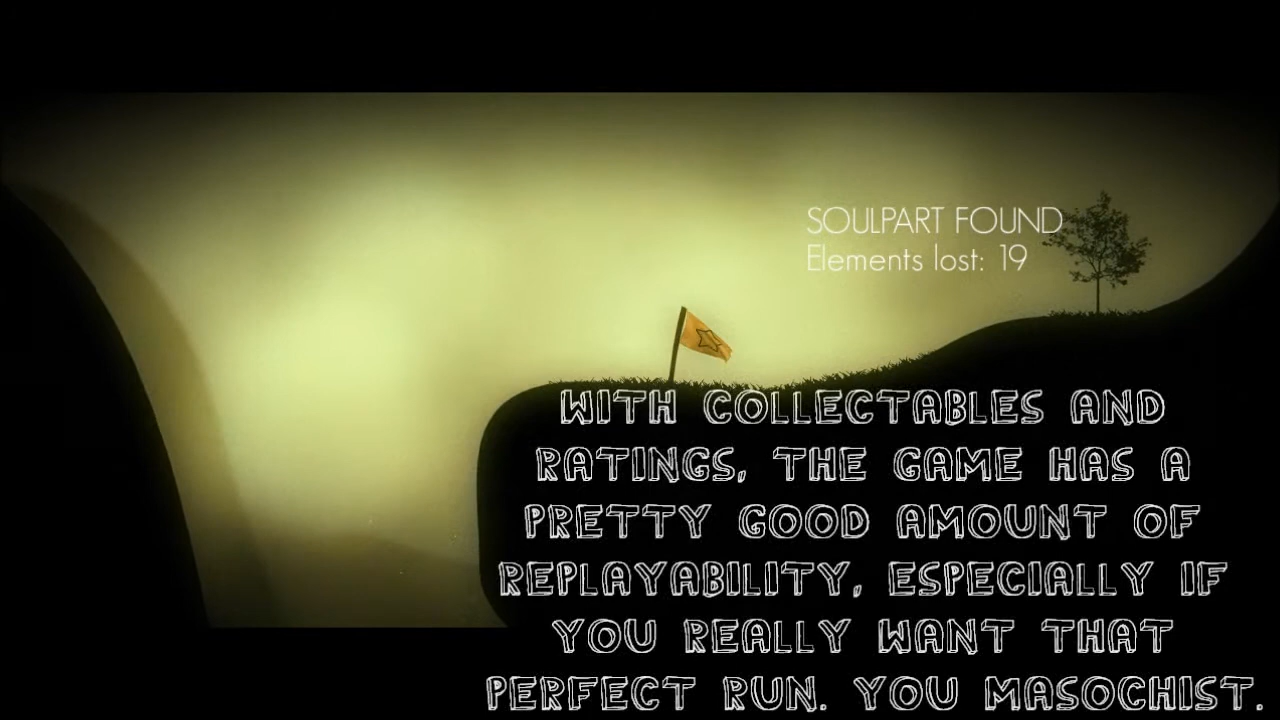 SOULPART FOUND
Elements lost: 19
WITH COLLECTABLES AND
RATINGS, THE GAME HAS A
PRETTY GOOD AMOUNT OF
REPLAYABILITY, ESPECIALLY IF
YOU REALLY WANT THAT
PERFECT RUN. YOU MASOCHIST.